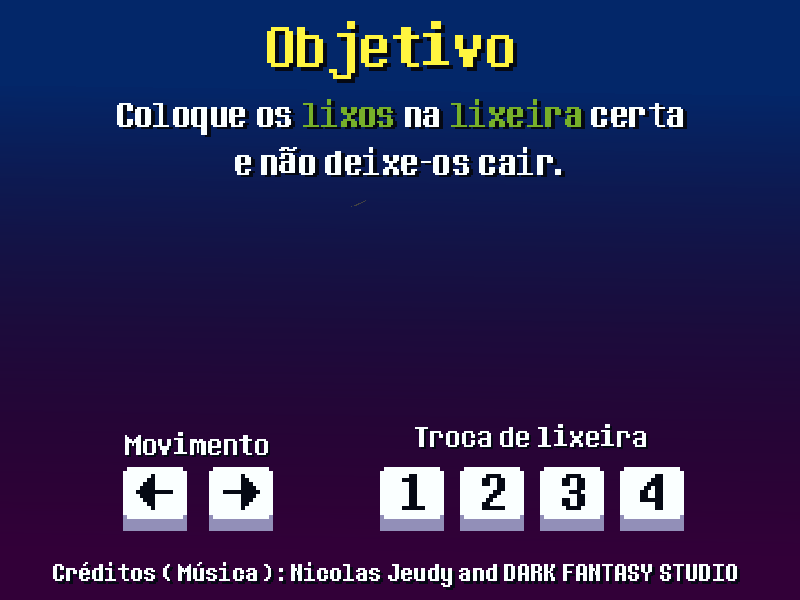 Objetivo
Coloque os lixos na lixeira certa
e não deixe-os cair.
Movimento
Troca de lixeira
← → 1 2 3 4
Créditos ( Música ): Nicolas Jeudy and DARK FANTASY STUDIO